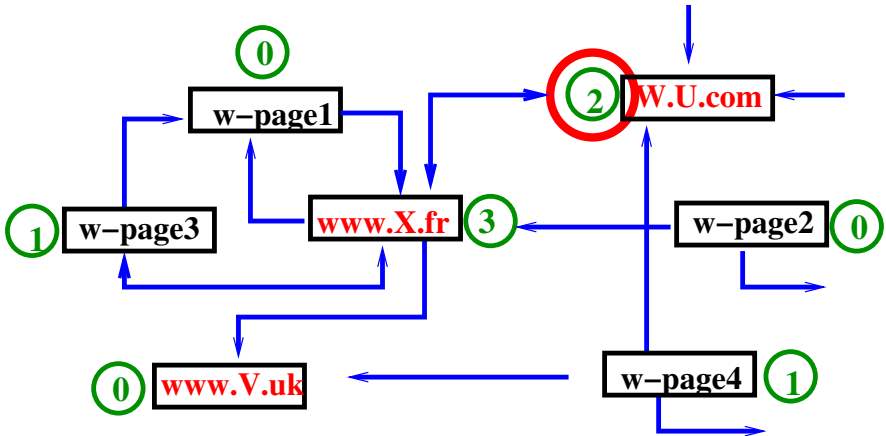 0
w-page1
2 W.U.com
1 w-page3
www.X.fr 3
w-page2 0
0 www.V.uk
w-page4 1